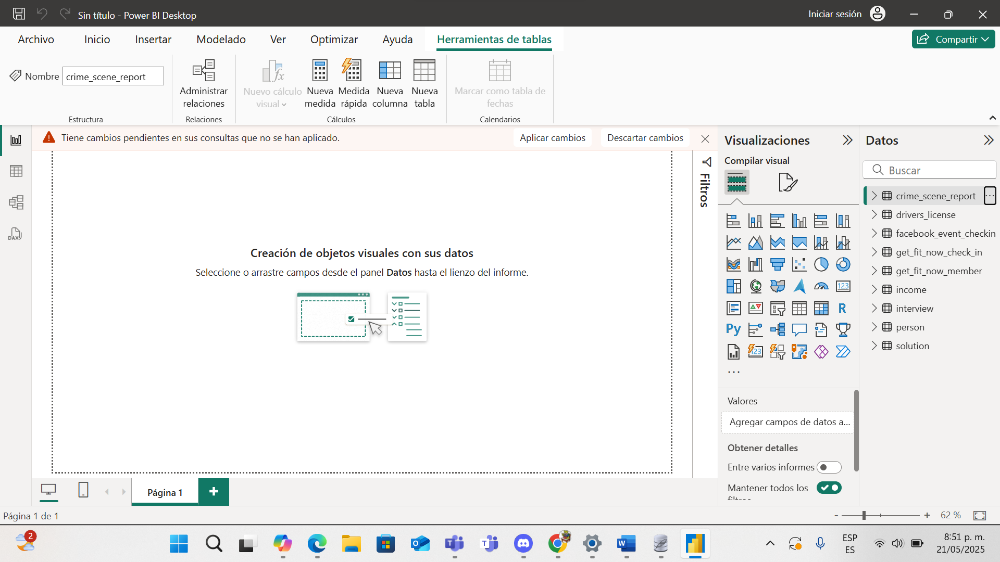 Sin título - Power BI Desktop
Iniciar sesión
Archivo
Inicio
Insertar
Modelado
Ver
Optimizar
Ayuda
Herramientas de tablas
Compartir
Nombre
crime_scene_report
Administrar
relaciones
Nuevo cálculo
visual
Nueva
medida
Medida
rápida
Nueva
columna
Nueva
tabla
Marcar como tabla de
fechas
Estructura
Relaciones
Cálculos
Calendarios
Tiene cambios pendientes en sus consultas que no se han aplicado.
Aplicar cambios
Descartar cambios
DAX
Creación de objetos visuales con sus datos
Seleccione o arrastre campos desde el panel Datos hasta el lienzo del informe.
Filtros
Visualizaciones
Compilar visual
123
R
Py
123
...
Valores
Agregar campos de datos a...
Obtener detalles
Entre varios informes
Mantener todos los
filtros
Datos
Buscar
crime_scene_report
...
drivers_license
facebook_event_checkin
get_fit_now_check_in
get_fit_now_member
income
interview
person
solution
Página 1
+
Página 1 de 1
- + 62 %
2
ESP
ES
8:51 p. m.
21/05/2025